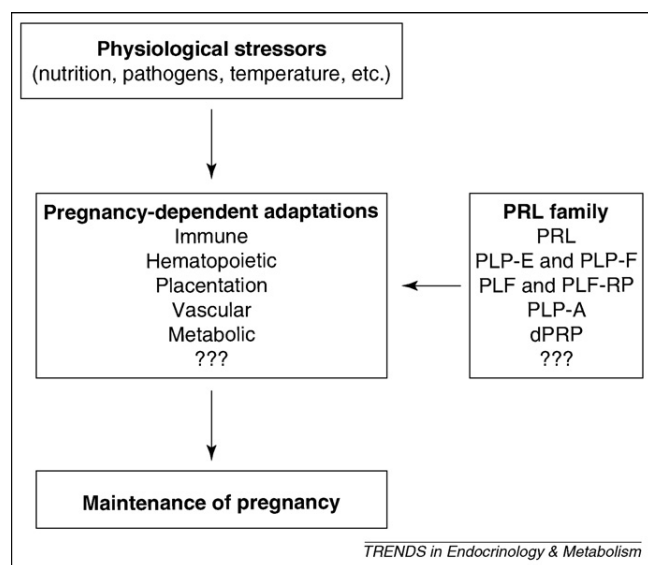 Physiological stressors
(nutrition, pathogens, temperature, etc.)
Pregnancy-dependent adaptations
Immune
Hematopoietic
Placentation
Vascular
Metabolic
???
PRL family
PRL
PLP-E and PLP-F
PLF and PLF-RP
PLP-A
dPRP
???
Maintenance of pregnancy
TRENDS in Endocrinology & Metabolism